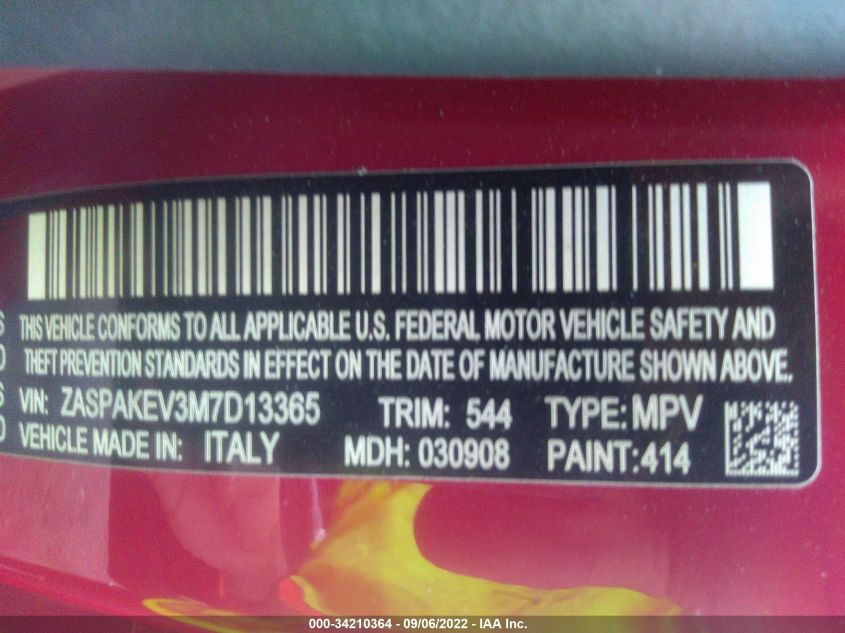 THIS VEHICLE CONFORMS TO ALL APPLICABLE U.S. FEDERAL MOTOR VEHICLE SAFETY AND
THEFT PREVENTION STANDARDS IN EFFECT ON THE DATE OF MANUFACTURE SHOWN ABOVE.
VIN: ZASPAKEV3M7D13365 TRIM: 544 TYPE: MPV
VEHICLE MADE IN: ITALY MDH: 030908 PAINT:414
000-34210364 - 09/06/2022 - IAA Inc.